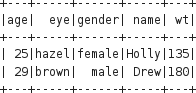 +---+-----+------+-----+---+
|age|  eye|gender| name| wt|
+---+-----+------+-----+---+
| 25|hazel|female|Holly|135|
| 29|brown|  male| Drew|180|
+---+-----+------+-----+---+